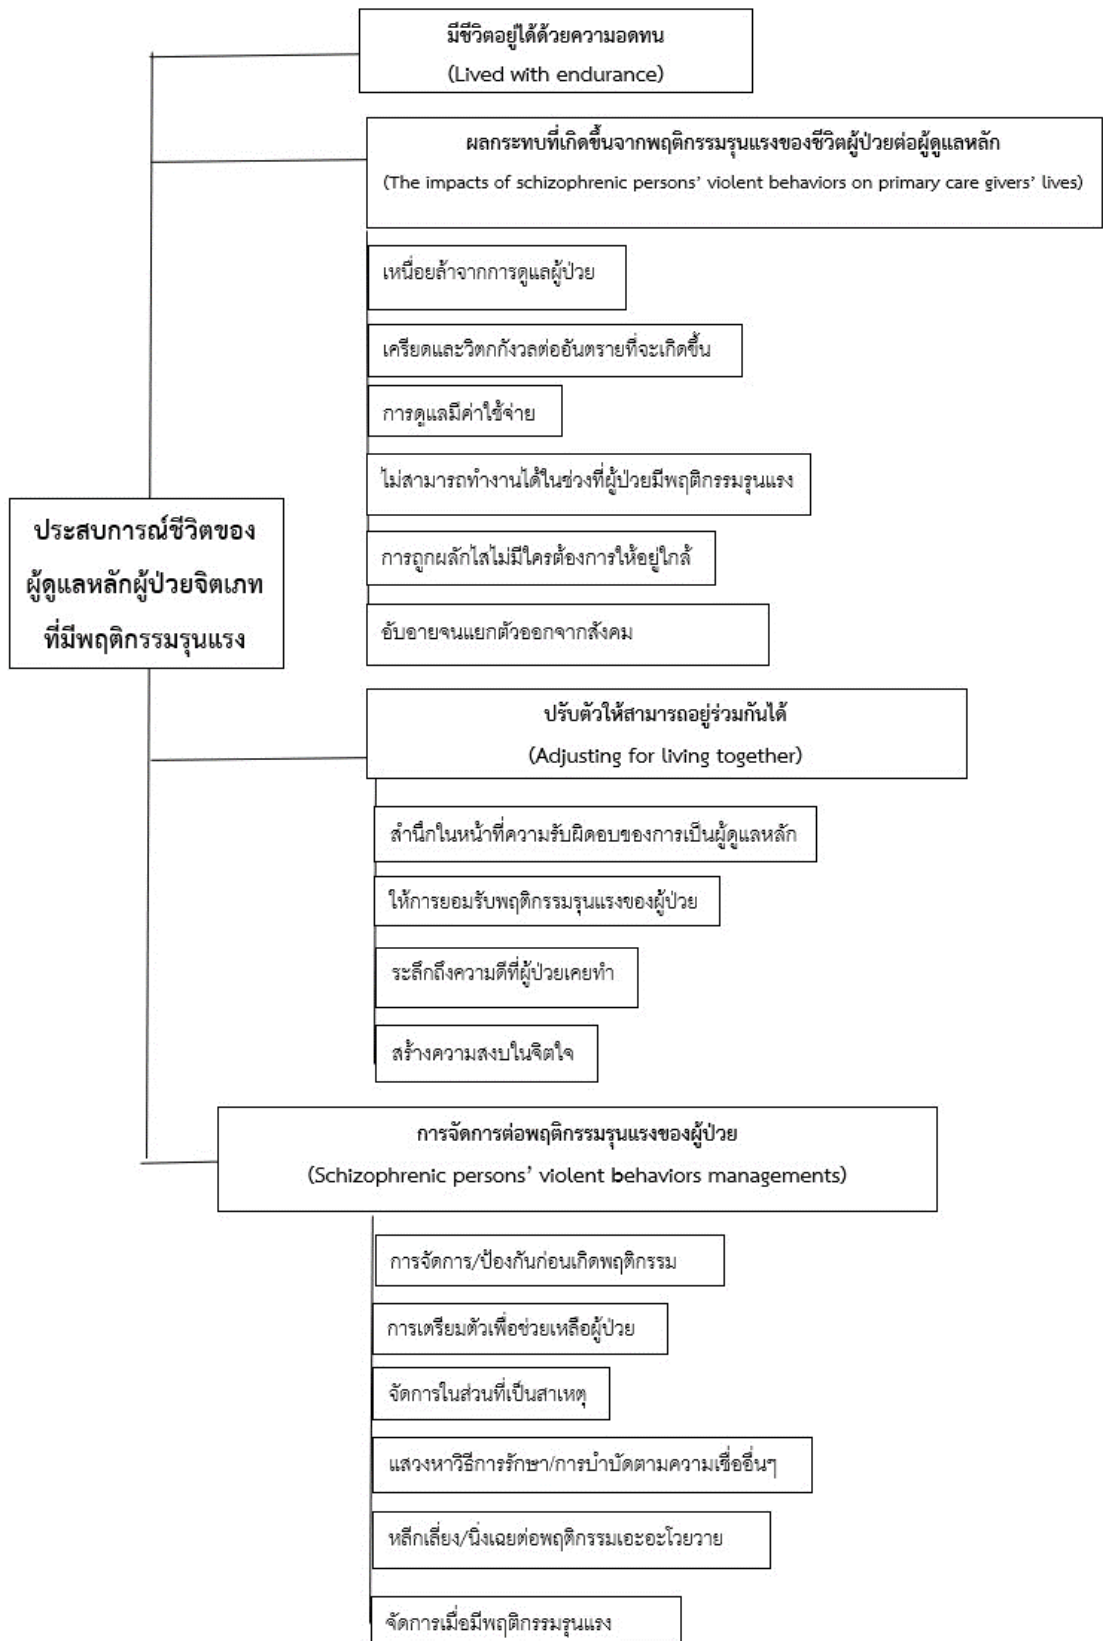 มีชีวิตอยู่ได้ด้วยความอดทน
(Lived with endurance)
ผลกระทบที่เกิดขึ้นจากพฤติกรรมรุนแรงของชีวิตผู้ป่วยต่อผู้ดูแลหลัก
(The impacts of schizophrenic persons’ violent behaviors on primary care givers’ lives)
เหนื่อยล้าจากการดูแลผู้ป่วย
เครียดและวิตกกังวลต่ออันตรายที่จะเกิดขึ้น
การดูแลมีค่าใช้จ่าย
ไม่สามารถทำงานได้ในช่วงที่ผู้ป่วยมีพฤติกรรมรุนแรง
การถูกผลักไสไม่มีใครต้องการให้อยู่ใกล้
อับอายจนแยกตัวออกจากสังคม
ประสบการณ์ชีวิตของ
ผู้ดูแลหลักผู้ป่วยจิตเภท
ที่มีพฤติกรรมรุนแรง
ปรับตัวให้สามารถอยู่ร่วมกันได้
(Adjusting for living together)
สำนึกในหน้าที่ความรับผิดอบของการเป็นผู้ดูแลหลัก
ให้การยอมรับพฤติกรรมรุนแรงของผู้ป่วย
ระลึกถึงความดีที่ผู้ป่วยเคยทำ
สร้างความสงบในจิตใจ
การจัดการต่อพฤติกรรมรุนแรงของผู้ป่วย
(Schizophrenic persons’ violent behaviors managements)
การจัดการ/ป้องกันก่อนเกิดพฤติกรรม
การเตรียมตัวเพื่อช่วยเหลือผู้ป่วย
จัดการในส่วนที่เป็นสาเหตุ
แสวงหาวิธีการรักษา/การบำบัดตามความเชื่ออื่นๆ
หลีกเลี่ยง/นิ่งเฉยต่อพฤติกรรมเอะอะโวยวาย
จัดการเมื่อมีพฤติกรรมรุนแรง